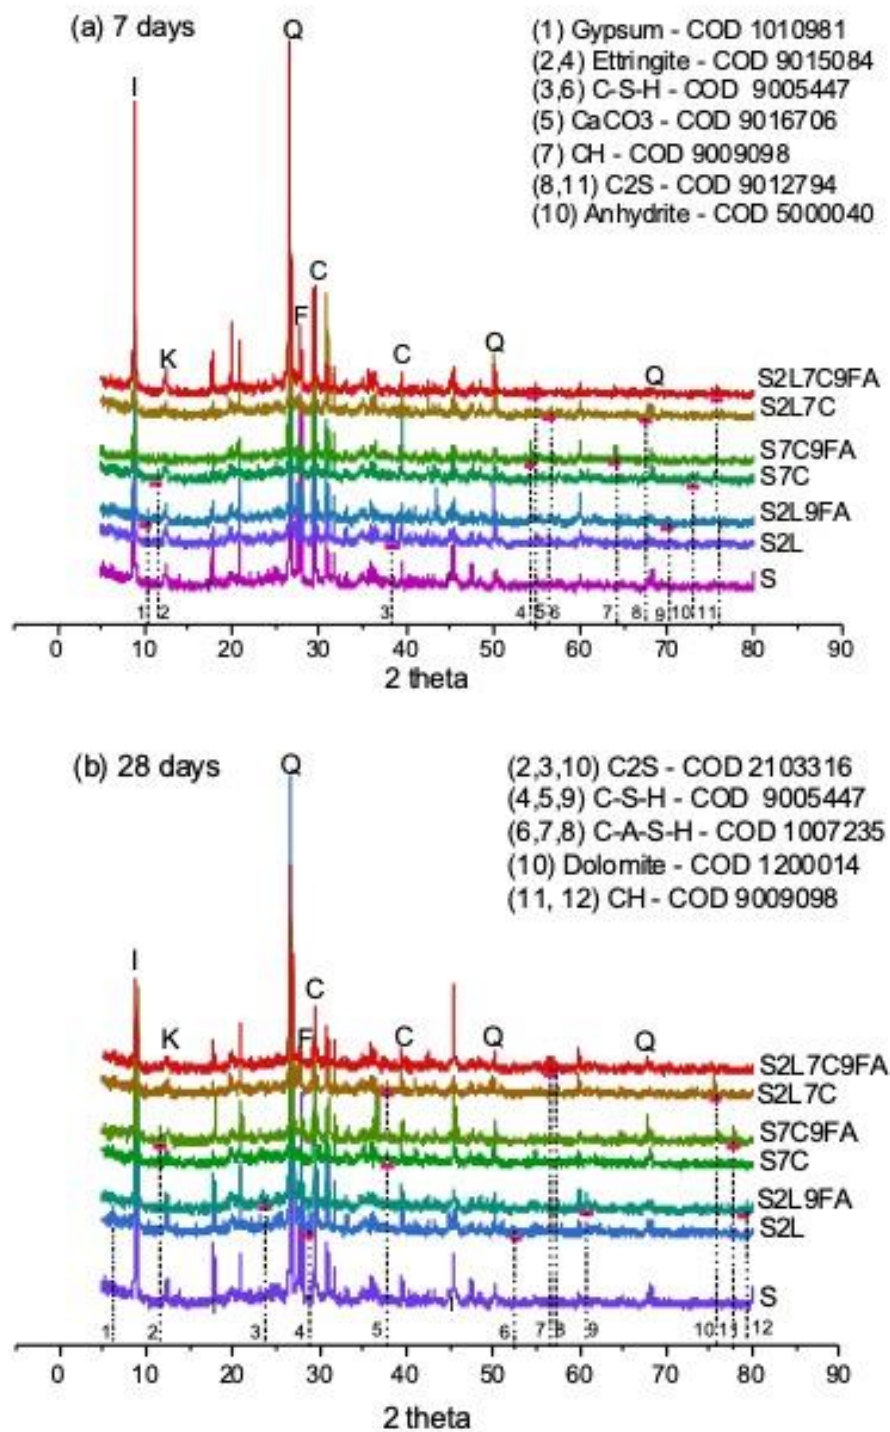 (a) 7 days
Q
(1) Gypsum - COD 1010981
(2,4) Ettringite - COD 9015084
(3,6) C-S-H - COD 9005447
(5) CaCO3 - COD 9016706
(7) CH - COD 9009098
(8,11) C2S - COD 9012794
(10) Anhydrite - COD 5000040
I
C
F
K
C
Q
Q
S2L7C9FA
S2L7C
S7C9FA
S7C
S2L9FA
S2L
S
1 2 3 4 5 6 7 8 9 10 11
0 10 20 30 40 50 60 70 80 90
2 theta
(b) 28 days
Q
(2,3,10) C2S - COD 2103316
(4,5,9) C-S-H - COD 9005447
(6,7,8) C-A-S-H - COD 1007235
(10) Dolomite - COD 1200014
(11, 12) CH - COD 9009098
I
C
K
F
C
Q
Q
S2L7C9FA
S2L7C
S7C9FA
S7C
S2L9FA
S2L
S
1 2 3 4 5 6 7 8 9 10 11 12
0 10 20 30 40 50 60 70 80 90
2 theta